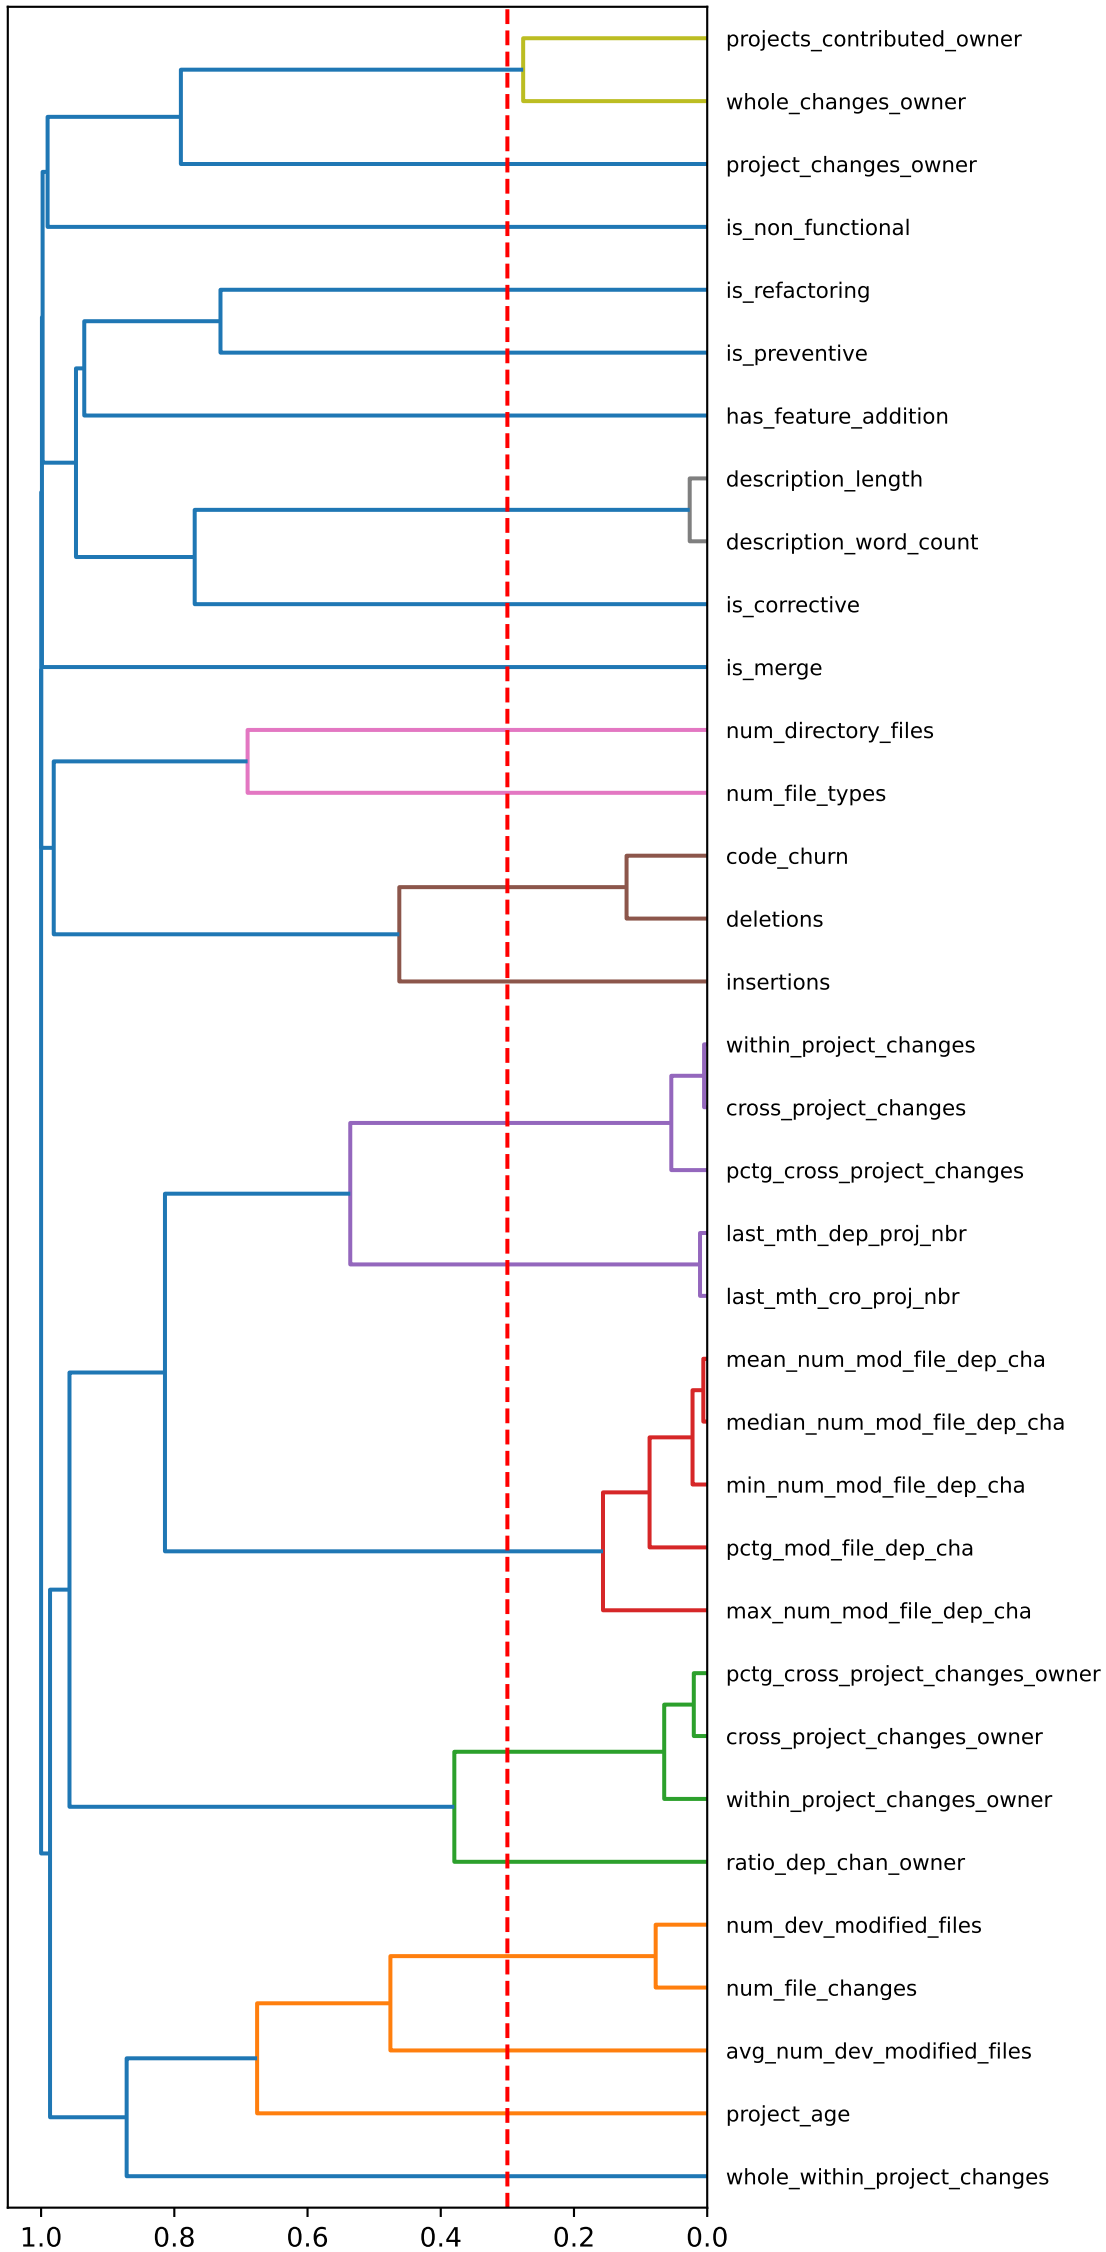 projects_contributed_owner
whole_changes_owner
project_changes_owner
is_non_functional
is_refactoring
is_preventive
has_feature_addition
description_length
description_word_count
is_corrective
is_merge
num_directory_files
num_file_types
code_churn
deletions
insertions
within_project_changes
cross_project_changes
pctg_cross_project_changes
last_mth_dep_proj_nbr
last_mth_cro_proj_nbr
mean_num_mod_file_dep_cha
median_num_mod_file_dep_cha
min_num_mod_file_dep_cha
pctg_mod_file_dep_cha
max_num_mod_file_dep_cha
pctg_cross_project_changes_owner
cross_project_changes_owner
within_project_changes_owner
ratio_dep_chan_owner
num_dev_modified_files
num_file_changes
avg_num_dev_modified_files
project_age
whole_within_project_changes
1.0 0.8 0.6 0.4 0.2 0.0